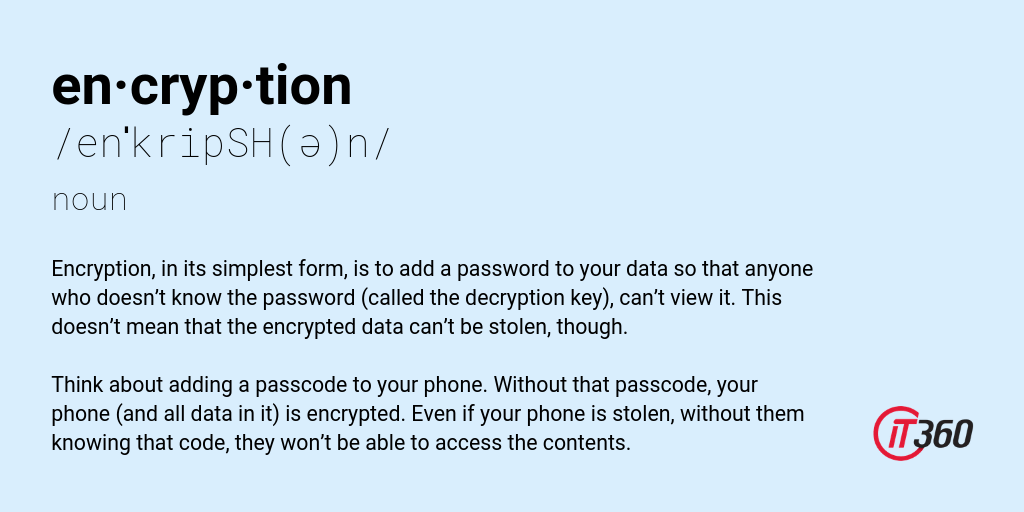 en·cryp·tion
/enˈkripSH(ə)n/
noun
Encryption, in its simplest form, is to add a password to your data so that anyone
who doesn’t know the password (called the decryption key), can’t view it. This
doesn’t mean that the encrypted data can’t be stolen, though.
Think about adding a passcode to your phone. Without that passcode, your
phone (and all data in it) is encrypted. Even if your phone is stolen, without them
knowing that code, they won’t be able to access the contents.
iT360